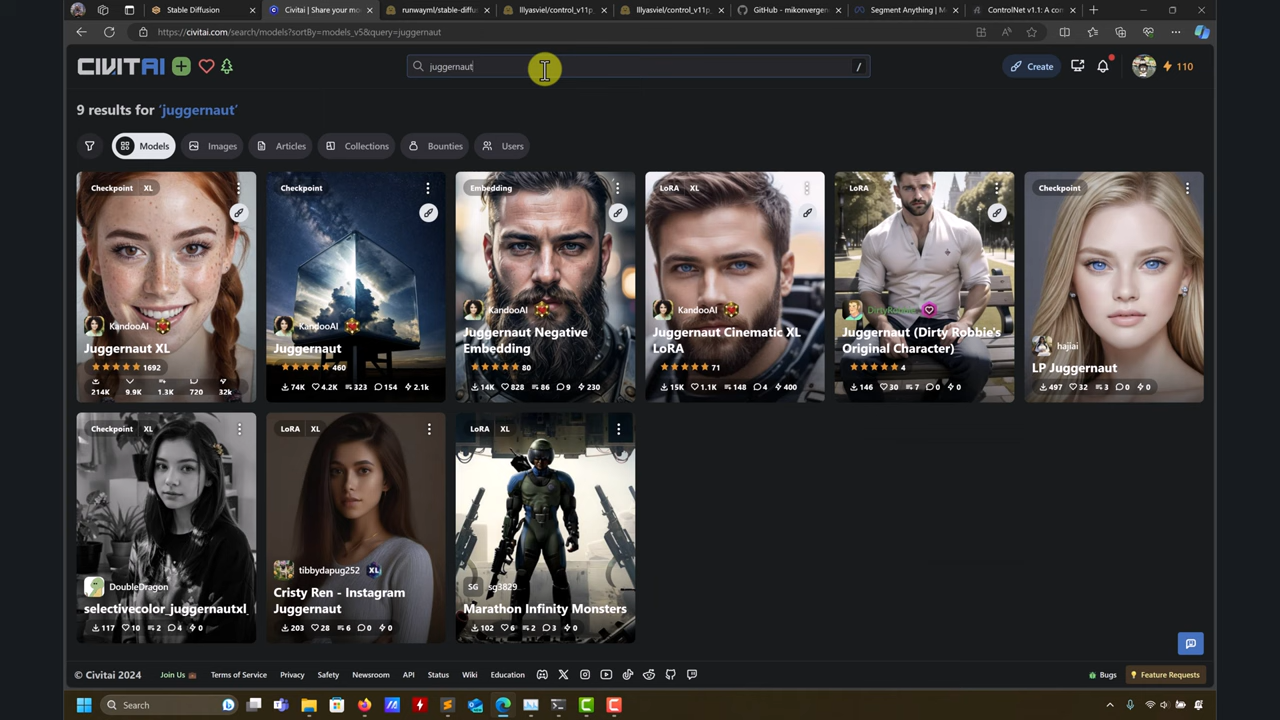 Stable Diffusion
Civitai | Share your mo
runwayml/stable-diffus
lllyasviel/control_v11p_
lllyasviel/control_v11p_
GitHub - mikonvergen
Segment Anything | M
ControlNet v1.1: A con
https://civitai.com/search/models?sortBy=models_v5&query=juggernaut
CIVITAI
juggernaut
/
Create
110
9 results for 'juggernaut'
Models
Images
Articles
Collections
Bounties
Users
Checkpoint XL
KandooAI
Juggernaut XL
1692
214K 9.9K 1.3K 720 32k
Checkpoint
KandooAI
Juggernaut
460
74K 4.2K 323 154 2.1k
Embedding
KandooAI
Juggernaut Negative
Embedding
80
14K 828 86 9 230
LoRA XL
KandooAI
Juggernaut Cinematic XL
LoRA
71
15K 1.1K 148 4 400
LoRA
Juggernaut (Dirty Robbie's
Original Character)
4
146 30 7 0 0
Checkpoint
hajiai
LP Juggernaut
497 32 3 0 0
Checkpoint XL
DoubleDragon
selectivecolor_juggernautxl_
117 10 2 4 0
LoRA XL
tibbydapug252 XL
Cristy Ren - Instagram
Juggernaut
203 28 6 0 0
LoRA XL
SG sg3829
Marathon Infinity Monsters
102 6 2 3 0
© Civitai 2024
Join Us
Terms of Service
Privacy
Safety
Newsroom
API
Status
Wiki
Education
Bugs
Feature Requests
Search